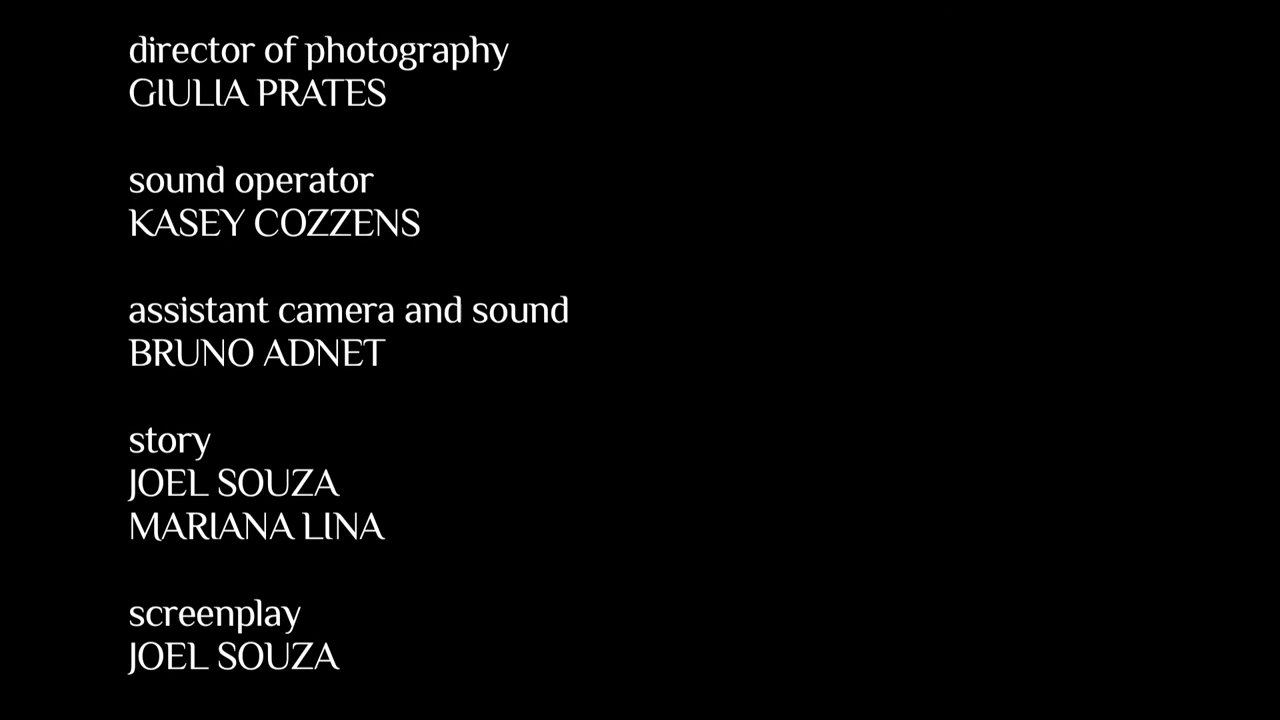 director of photography
GIULIA PRATES
sound operator
KASEY COZZENS
assistant camera and sound
BRUNO ADNET
story
JOEL SOUZA
MARIANA LINA
screenplay
JOEL SOUZA